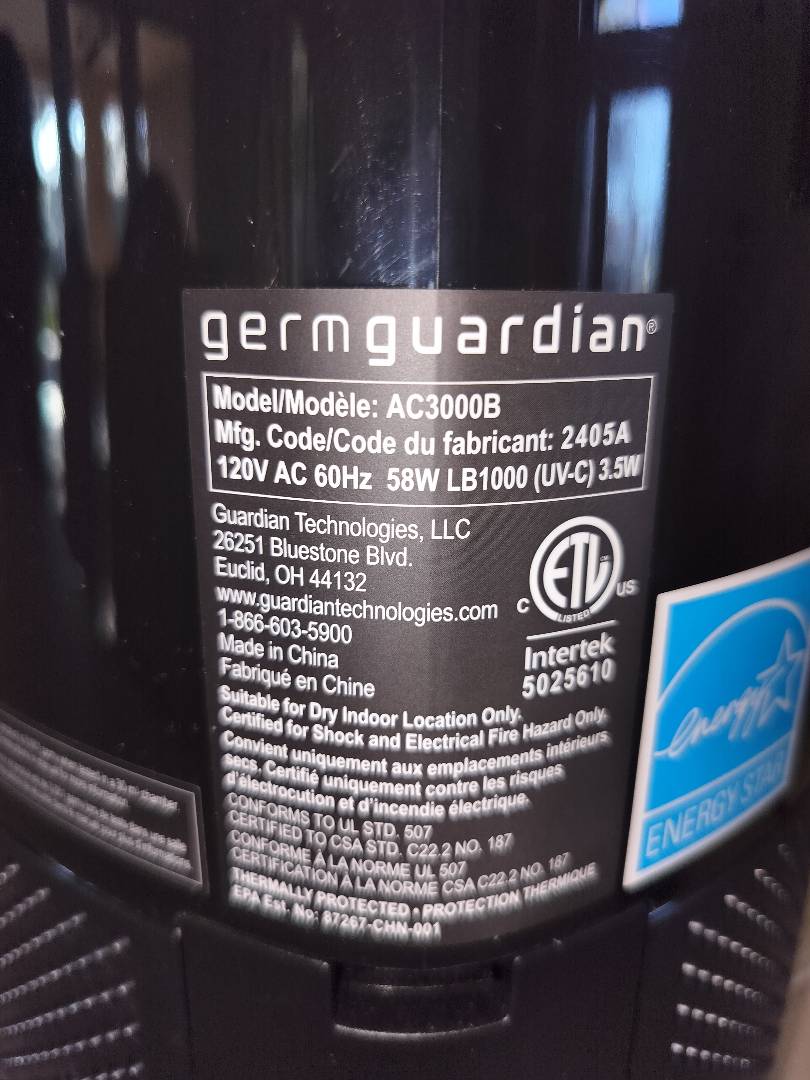 germguardian®
Model/Modèle: AC3000B
Mfg. Code/Code du fabricant: 2405A
120V AC 60Hz 58W LB1000 (UV-C) 3.5W
Guardian Technologies, LLC
26251 Bluestone Blvd.
Euclid, OH 44132
www.guardiantechnologies.com
1-866-603-5900
Made in China
Fabriqué en Chine
ETL
CM
LISTED
C US
Intertek
5025610
Suitable for Dry Indoor Location Only.
Certified for Shock and Electrical Fire Hazard Only.
Convient uniquement aux emplacements intérieurs
secs. Certifié uniquement contre les risques
d'électrocution et d'incendie électrique.
CONFORMS TO UL STD. 507
CERTIFIED TO CSA STD. C22.2 NO. 187
CONFORME À LA NORME UL 507
CERTIFICATION À LA NORME CSA C22.2 NO. 187
THERMALLY PROTECTED • PROTECTION THERMIQUE
EPA Est. No: 87267-CHN-001
energy
ENERGY STAR
chamber